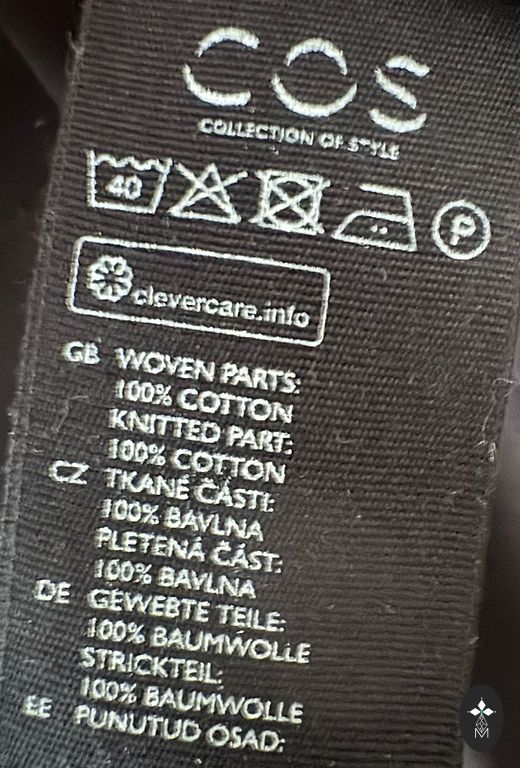 COS
COLLECTION OF STYLE
40 P
clevercare.info
GB WOVEN PARTS:
100% COTTON
KNITTED PART:
100% COTTON
CZ TKANÉ ČÁSTI:
100% BAVLNA
PLETENÁ ČÁST:
100% BAVLNA
DE GEWEBTE TEILE:
100% BAUMWOLLE
STRICKTEIL:
100% BAUMWOLLE
EE PUNUTUD OSAD:
M